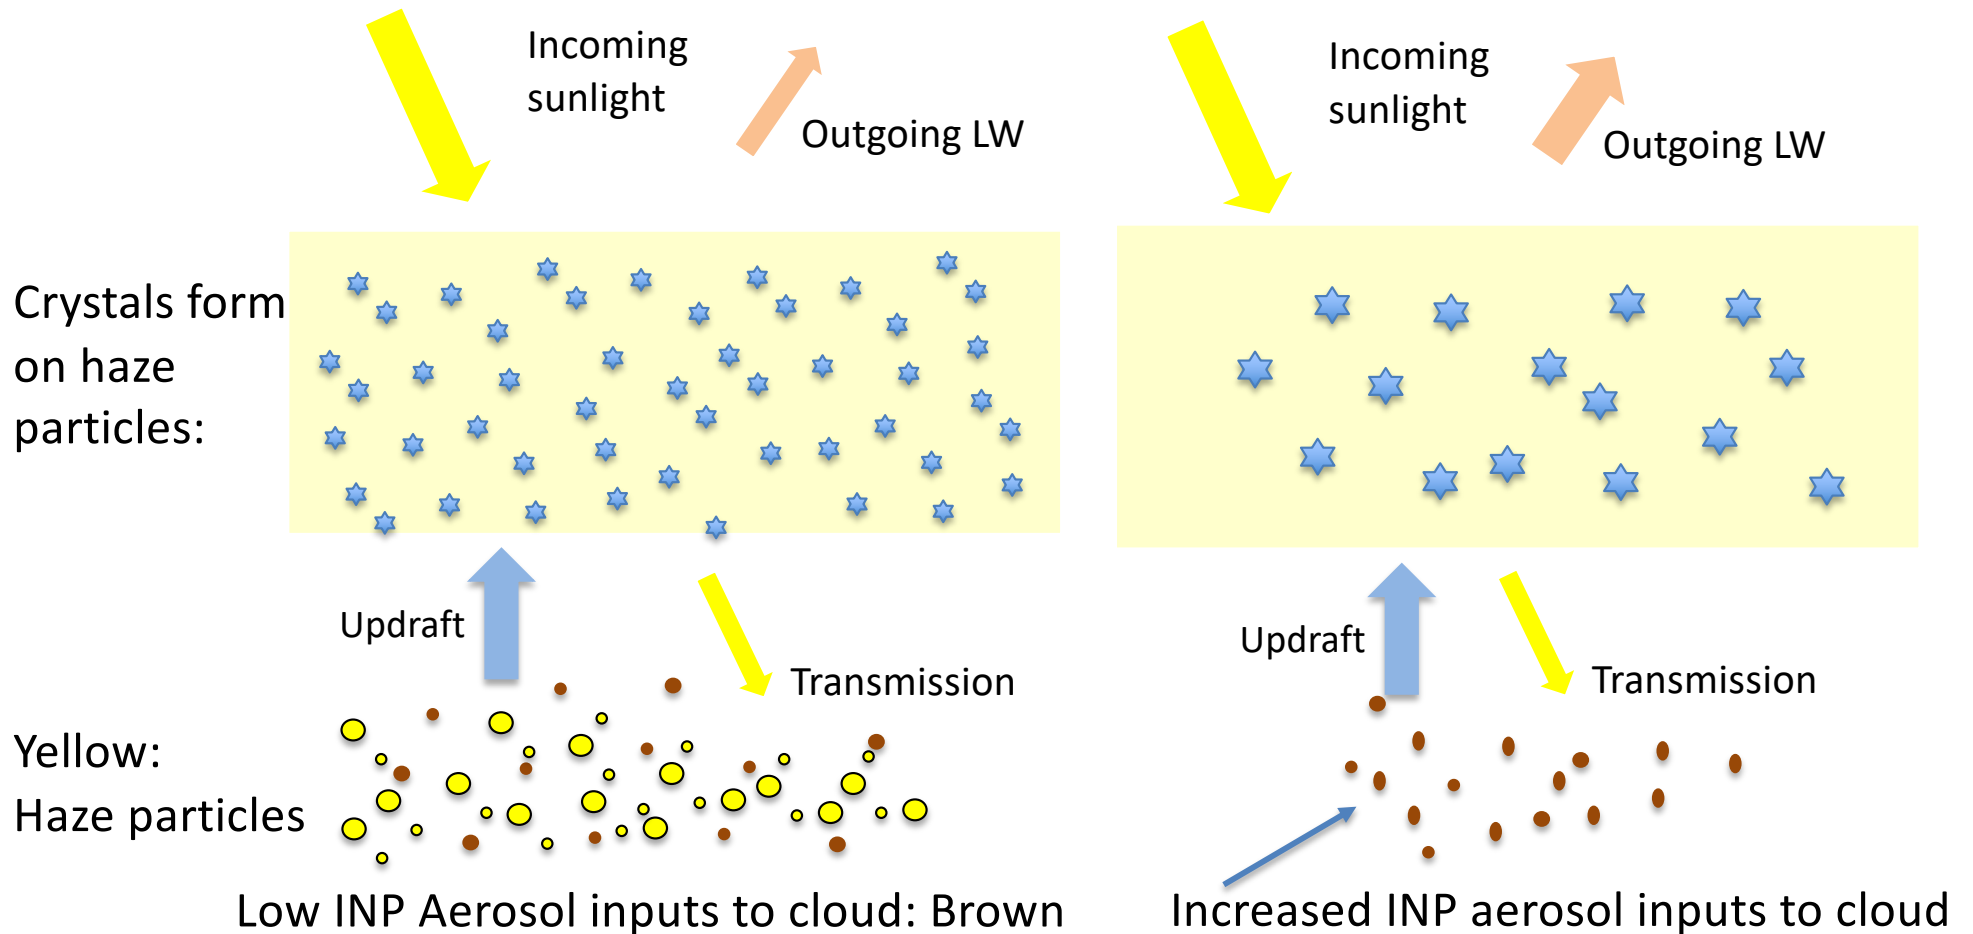 Incoming
sunlight
Outgoing LW
Incoming
sunlight
Outgoing LW
Crystals form
on haze
particles:
Updraft
Transmission
Updraft
Transmission
Yellow:
Haze particles
Low INP Aerosol inputs to cloud: Brown
Increased INP aerosol inputs to cloud